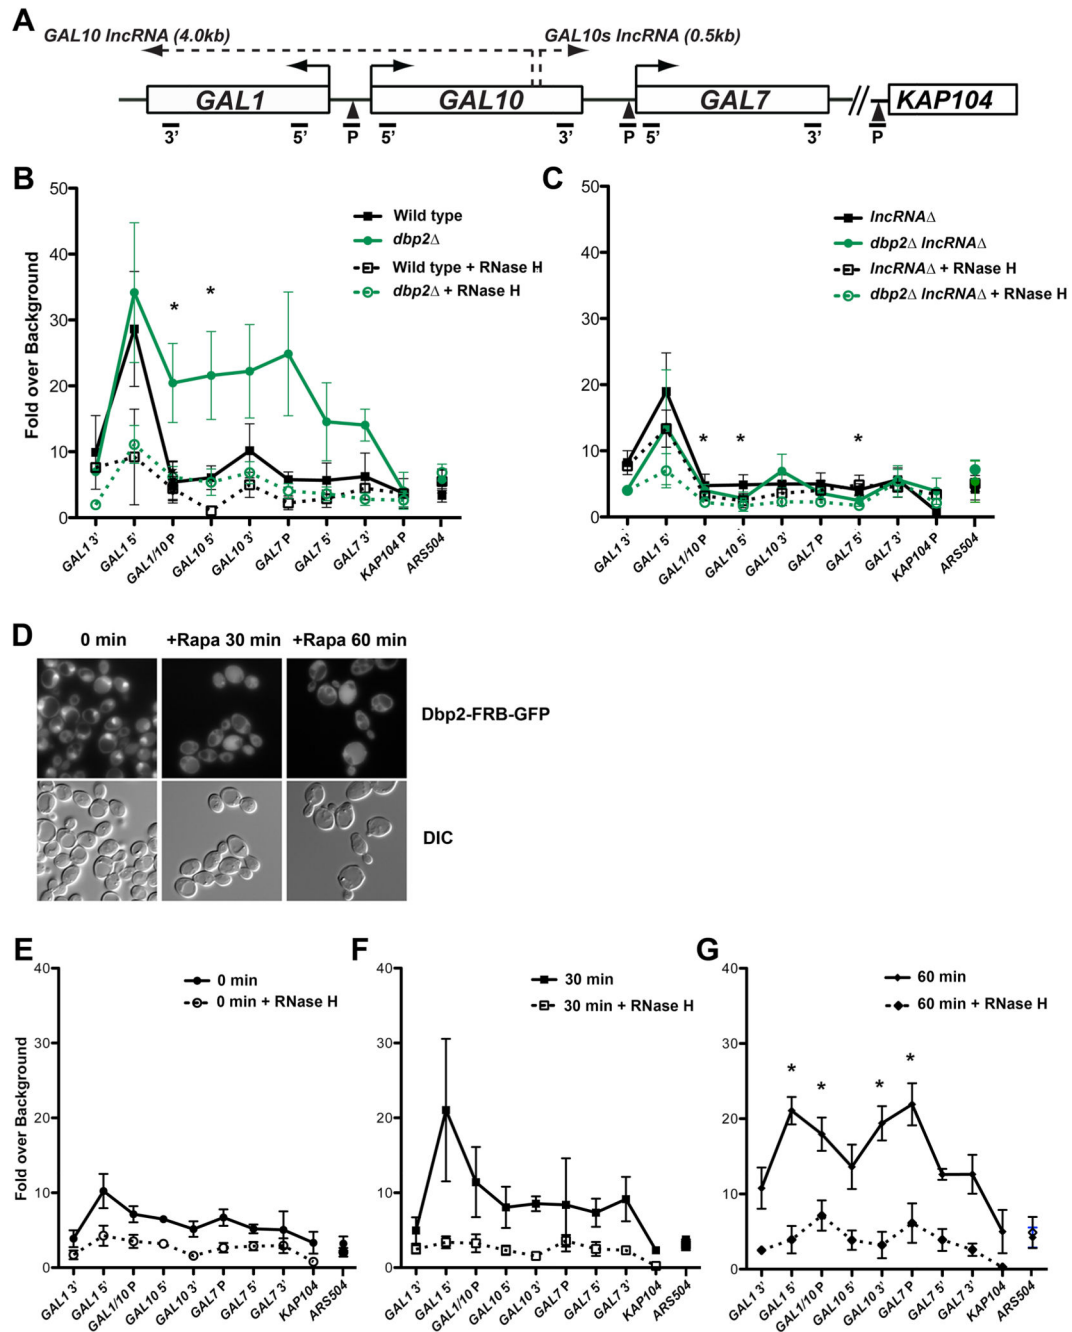 A
GAL10 lncRNA (4.0kb)
GAL10s lncRNA (0.5kb)
GAL1
GAL10
GAL7
KAP104
3' 5' P 5' 3' P 5' 3' P
B
50
40
30
20
10
0
Fold over Background
Wild type
dbp2Δ
Wild type + RNase H
dbp2Δ + RNase H
* *
GAL1 3' GAL1 5' GAL1/10 P GAL10 5' GAL10 3' GAL7 P GAL7 5' GAL7 3' KAP104 P ARS504
C
50
40
30
20
10
0
lncRNAΔ
dbp2Δ lncRNAΔ
lncRNAΔ + RNase H
dbp2Δ lncRNAΔ + RNase H
* * *
GAL1 3' GAL1 5' GAL1/10 P GAL10 5' GAL10 3' GAL7 P GAL7 5' GAL7 3' KAP104 P ARS504
D
0 min +Rapa 30 min +Rapa 60 min
Dbp2-FRB-GFP
DIC
E
40
30
20
10
0
Fold over Background
0 min
0 min + RNase H
GAL1 3' GAL1 5' GAL1/10 P GAL10 5' GAL10 3' GAL7 P GAL7 5' GAL7 3' KAP104 ARS504
F
40
30
20
10
0
30 min
30 min + RNase H
GAL1 3' GAL1 5' GAL1/10 P GAL10 5' GAL10 3' GAL7 P GAL7 5' GAL7 3' KAP104 ARS504
G
40
30
20
10
0
60 min
60 min + RNase H
* * * *
GAL1 3' GAL1 5' GAL1/10 P GAL10 5' GAL10 3' GAL7 P GAL7 5' GAL7 3' KAP104 ARS504